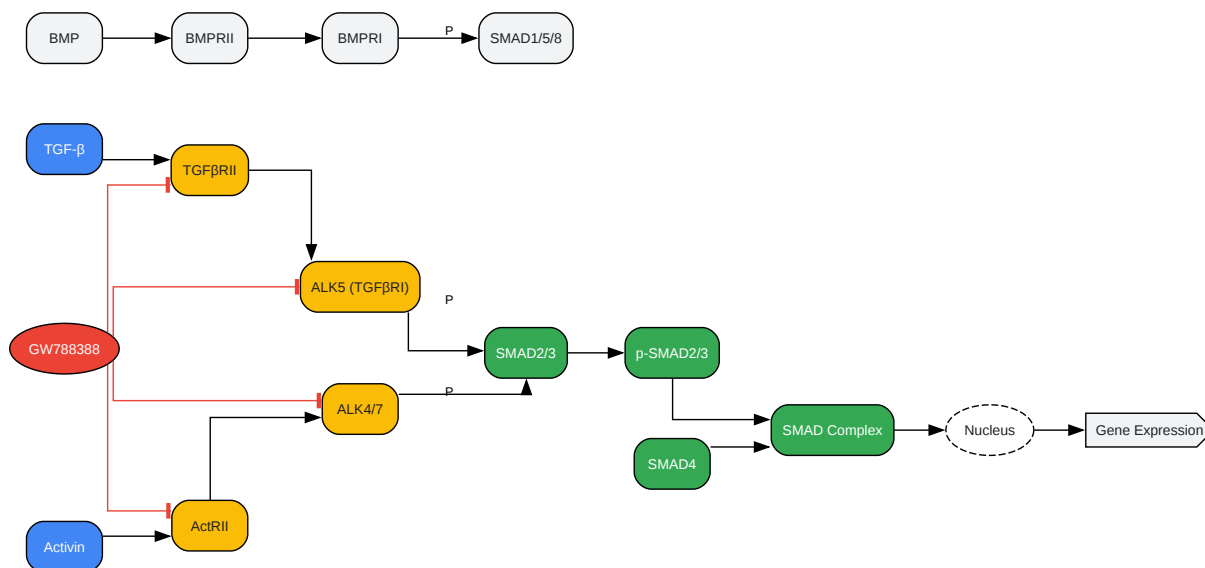 BMP
BMPRII
BMPRI
P
SMAD1/5/8
TGF-β
TGFβRII
ALK5 (TGFβRI)
P
GW788388
SMAD2/3
p-SMAD2/3
P
ALK4/7
SMAD Complex
Nucleus
Gene Expression
SMAD4
ActRII
Activin